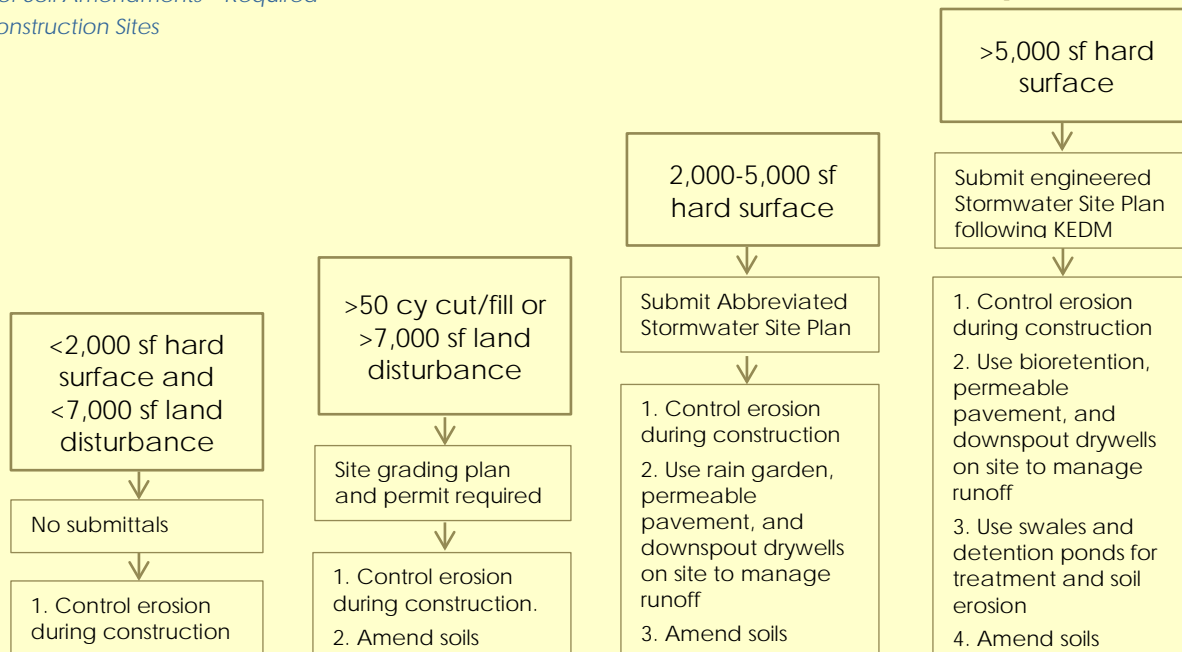 or Soil Amendments – Required
onstruction Sites
<2,000 sf hard
surface and
<7,000 sf land
disturbance
No submittals
1. Control erosion
during construction
>50 cy cut/fill or
>7,000 sf land
disturbance
Site grading plan
and permit required
1. Control erosion
during construction.
2. Amend soils
2,000-5,000 sf
hard surface
Submit Abbreviated
Stormwater Site Plan
1. Control erosion
during construction
2. Use rain garden,
permeable
pavement, and
downspout drywells
on site to manage
runoff
3. Amend soils
>5,000 sf hard
surface
Submit engineered
Stormwater Site Plan
following KEDM
1. Control erosion
during construction
2. Use bioretention,
permeable
pavement, and
downspout drywells
on site to manage
runoff
3. Use swales and
detention ponds for
treatment and soil
erosion
4. Amend soils